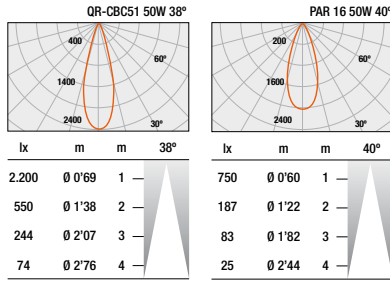 QR-CBC51 50W 38º
400
60º
1400
2400
30º
lx m m 38º
2.200 Ø 0'69 1
550 Ø 1'38 2
244 Ø 2'07 3
74 Ø 2'76 4
PAR 16 50W 40º
200
60º
1600
2400
30º
lx m m 40º
750 Ø 0'60 1
187 Ø 1'22 2
83 Ø 1'82 3
25 Ø 2'44 4